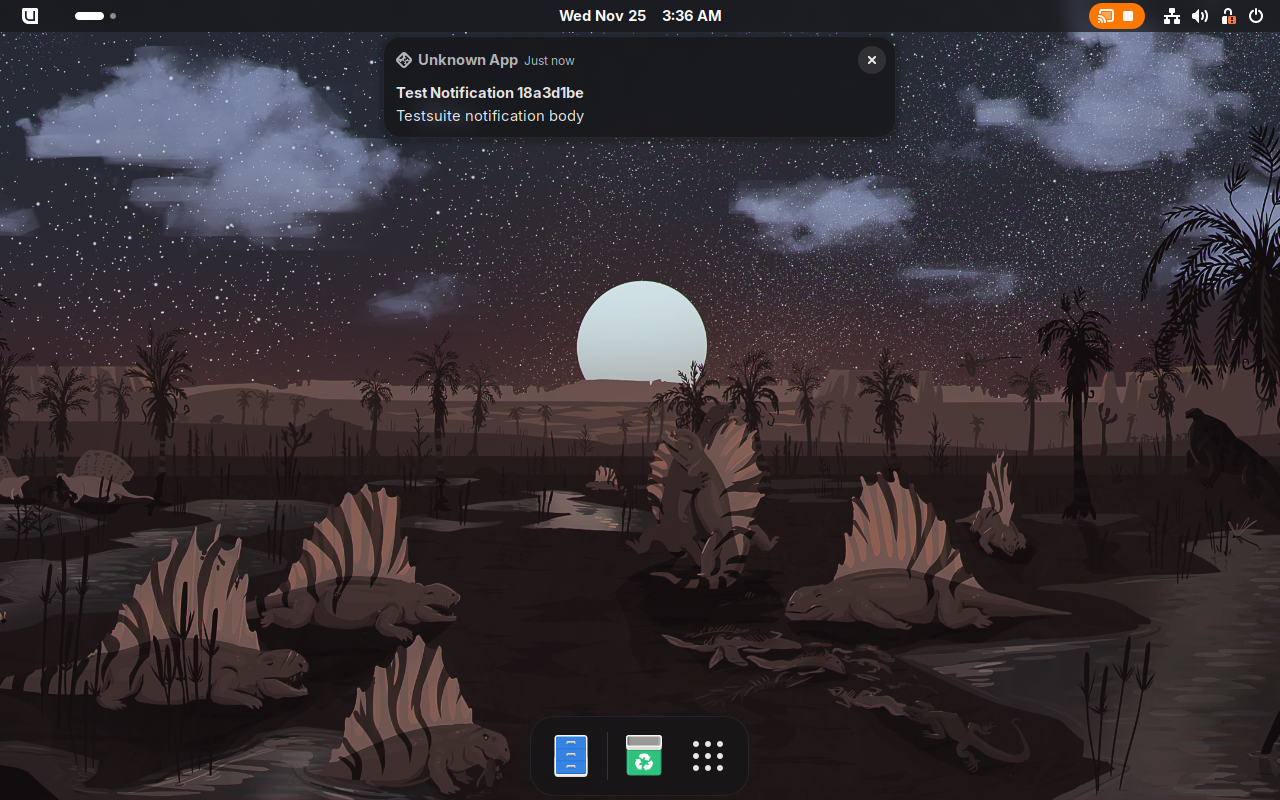 Wed Nov 25 3:36 AM
Unknown App Just now
Test Notification 18a3d1be
Testsuite notification body